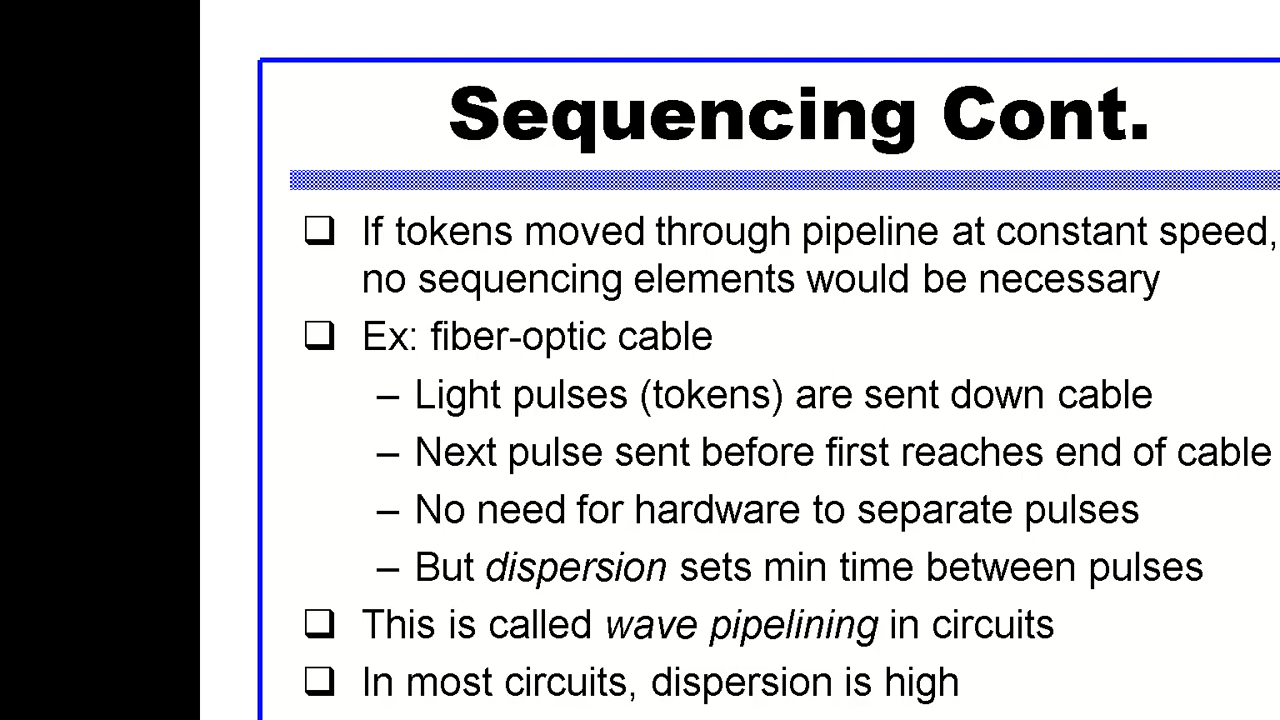 Sequencing Cont.
❑ If tokens moved through pipeline at constant speed,
no sequencing elements would be necessary
❑ Ex: fiber-optic cable
– Light pulses (tokens) are sent down cable
– Next pulse sent before first reaches end of cable
– No need for hardware to separate pulses
– But dispersion sets min time between pulses
❑ This is called wave pipelining in circuits
❑ In most circuits, dispersion is high